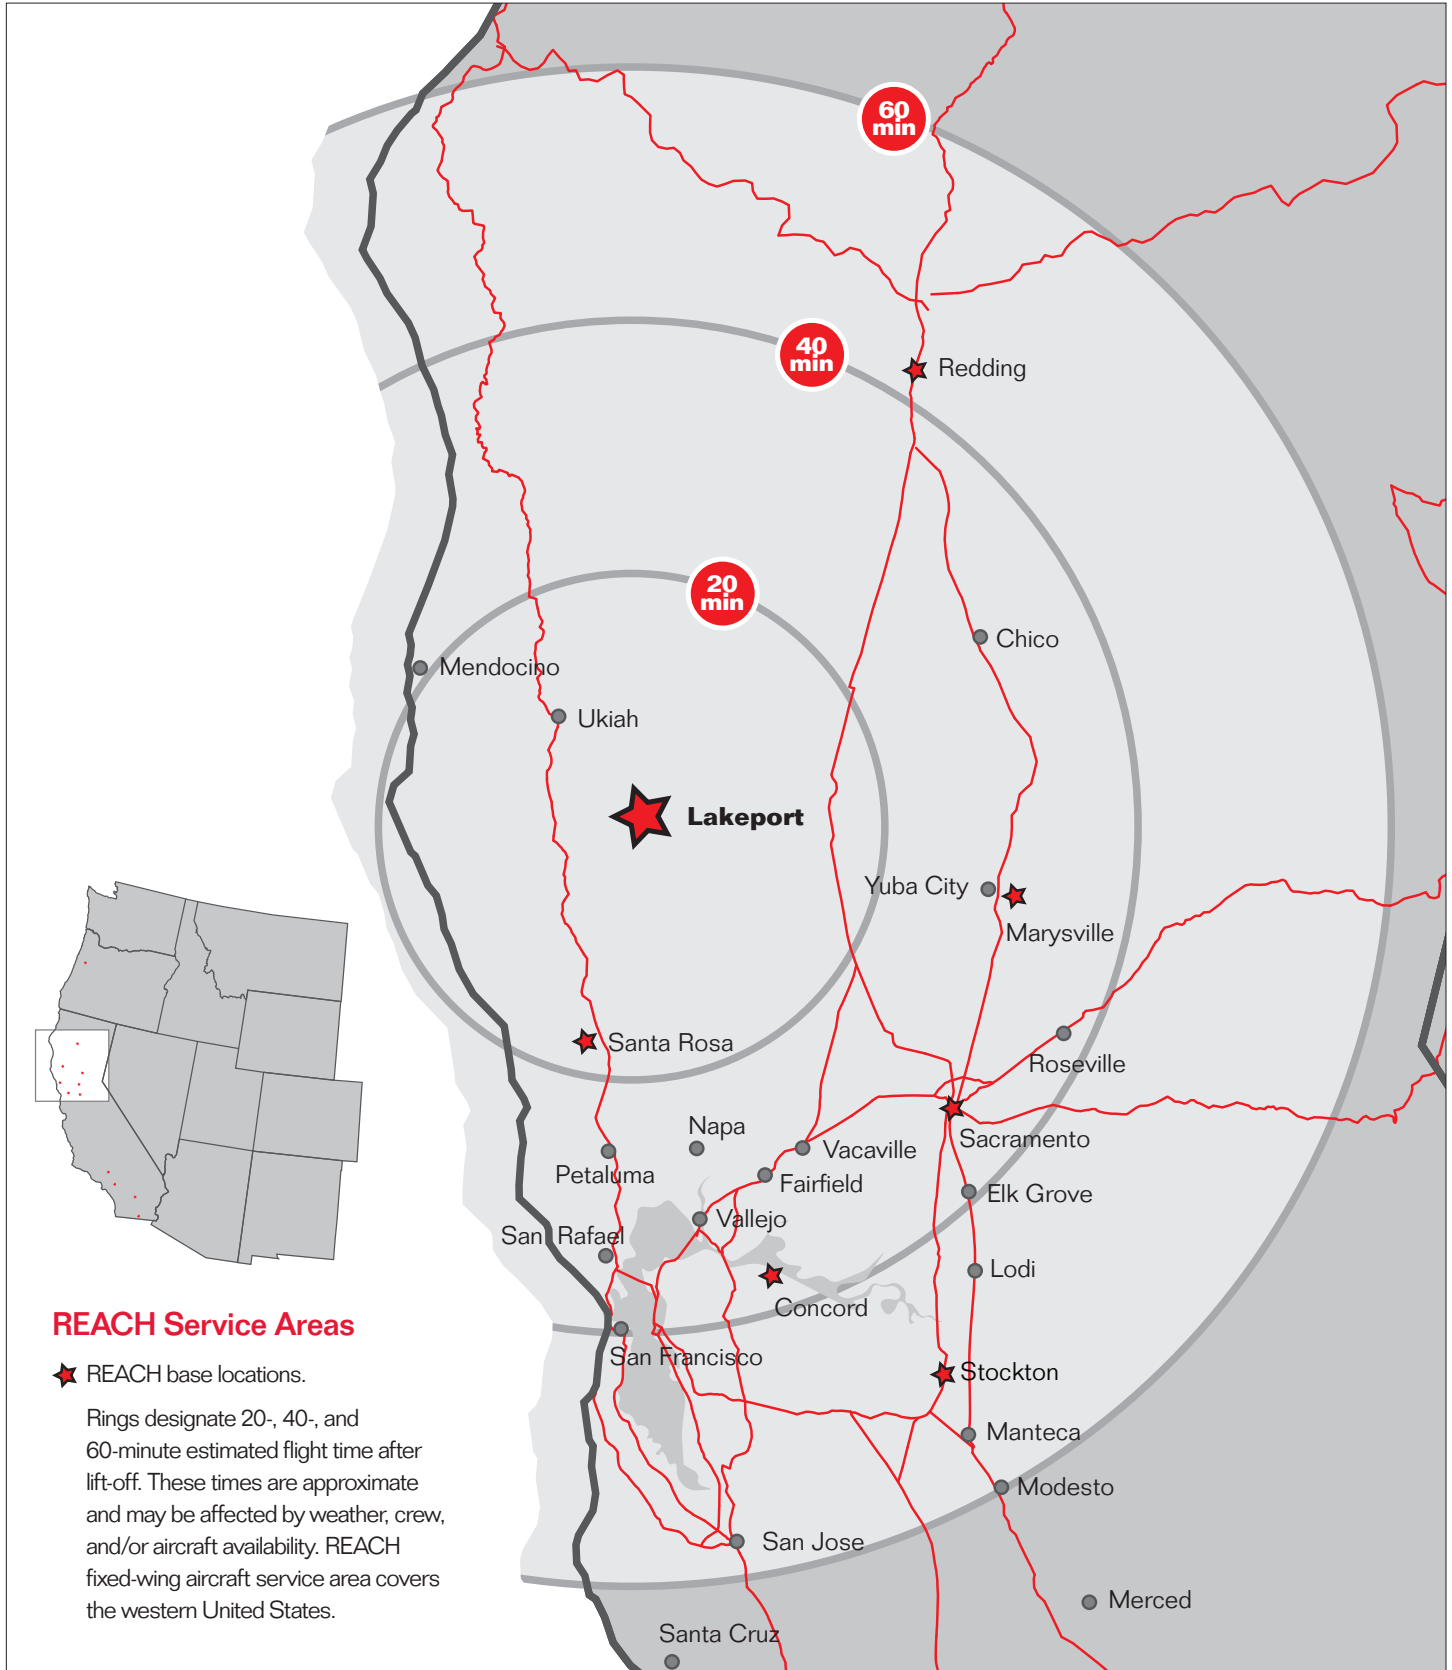 60
min
40
min
Redding
20
min
Chico
Mendocino
Ukiah
Lakeport
Yuba City
Marysville
Santa Rosa
Roseville
Napa
Sacramento
Vacaville
Petaluma
Fairfield
Elk Grove
Vallejo
San Rafael
Lodi
Concord
San Francisco
Stockton
Manteca
Modesto
San Jose
Merced
Santa Cruz
REACH Service Areas
REACH base locations.
Rings designate 20-, 40-, and
60-minute estimated flight time after
lift-off. These times are approximate
and may be affected by weather, crew,
and/or aircraft availability. REACH
fixed-wing aircraft service area covers
the western United States.